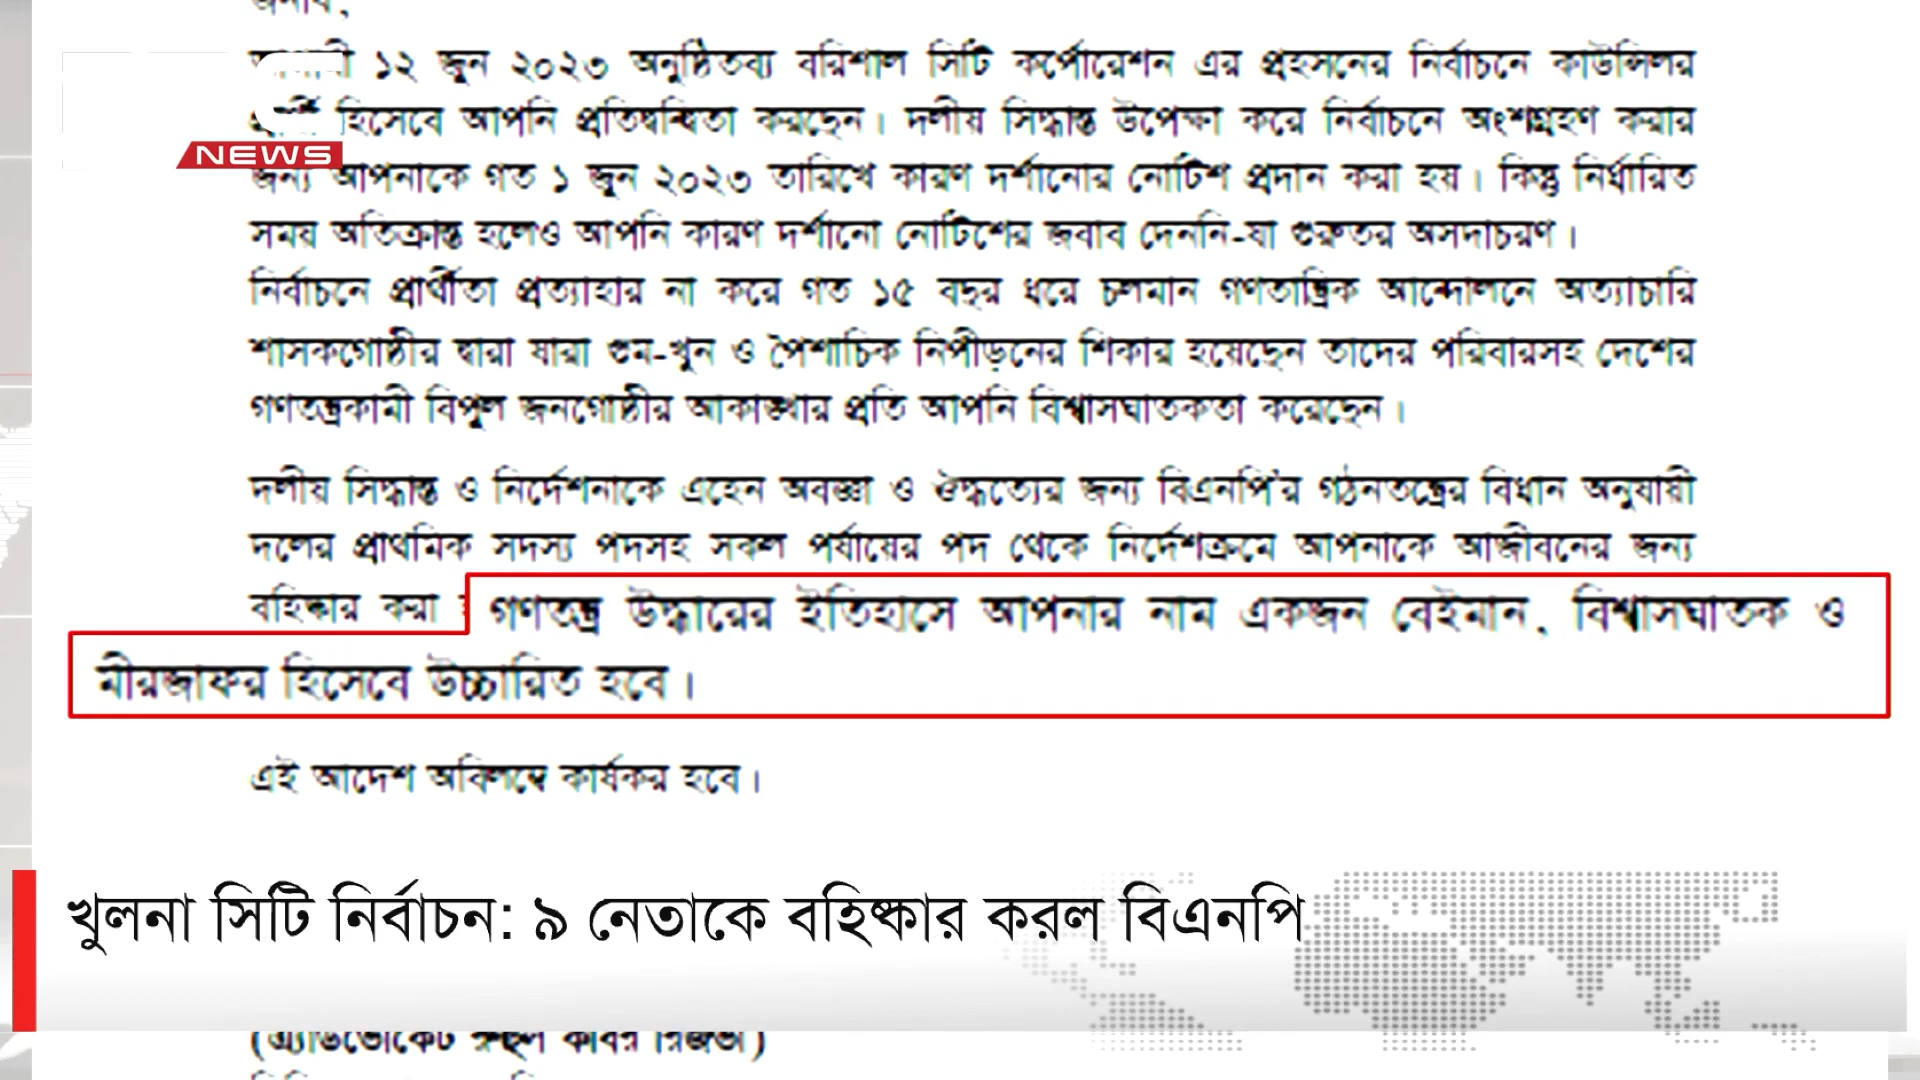 জনাব,
আগামী ১২ জুন ২০২৩ অনুষ্ঠিতব্য বরিশাল সিটি কর্পোরেশন এর প্রহসনের নির্বাচনে কাউন্সিলর
প্রার্থী হিসেবে আপনি প্রতিদ্বন্দ্বিতা করছেন। দলীয় সিদ্ধান্ত উপেক্ষা করে নির্বাচনে অংশগ্রহণ করার
NEWS
জন্য আপনাকে গত ১ জুন ২০২৩ তারিখে কারণ দর্শানোর নোটিশ প্রদান করা হয়। কিন্তু নির্ধারিত
সময় অতিক্রান্ত হলেও আপনি কারণ দর্শানো নোটিশের জবাব দেননি-যা গুরুতর অসদাচরণ।
নির্বাচনে প্রার্থীতা প্রত্যাহার না করে গত ১৫ বছর ধরে চলমান গণতান্ত্রিক আন্দোলনে অত্যাচারি
শাসকগোষ্ঠীর দ্বারা যারা গুম-খুন ও পৈশাচিক নিপীড়নের শিকার হয়েছেন তাদের পরিবারসহ দেশের
গণতন্ত্রকামী বিপুল জনগোষ্ঠীর আকাঙ্খার প্রতি আপনি বিশ্বাসঘাতকতা করেছেন।
দলীয় সিদ্ধান্ত ও নির্দেশনাকে এহেন অবজ্ঞা ও ঔদ্ধত্যের জন্য বিএনপি'র গঠনতন্ত্রের বিধান অনুযায়ী
দলের প্রাথমিক সদস্য পদসহ সকল পর্যায়ের পদ থেকে নির্দেশক্রমে আপনাকে আজীবনের জন্য
বহিষ্কার করা গণতন্ত্র উদ্ধারের ইতিহাসে আপনার নাম একজন বেইমান, বিশ্বাসঘাতক ও
মীরজাফর হিসেবে উচ্চারিত হবে।
এই আদেশ অবিলম্বে কার্যকর হবে।
খুলনা সিটি নির্বাচন: ৯ নেতাকে বহিষ্কার করল বিএনপি
(এ্যাডভোকেট রুহুল কবির রিজভী)